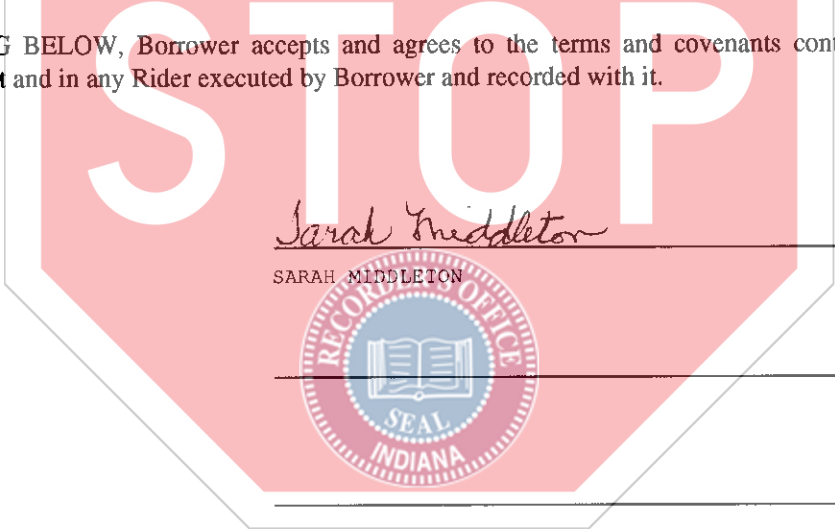 STOP
G BELOW, Borrower accepts and agrees to the terms and covenants
and in any Rider executed by Borrower and recorded with it.
Sarah Middleton
SARAH MIDDLETON
RECORDER'S OFFICE
SEAL
INDIANA